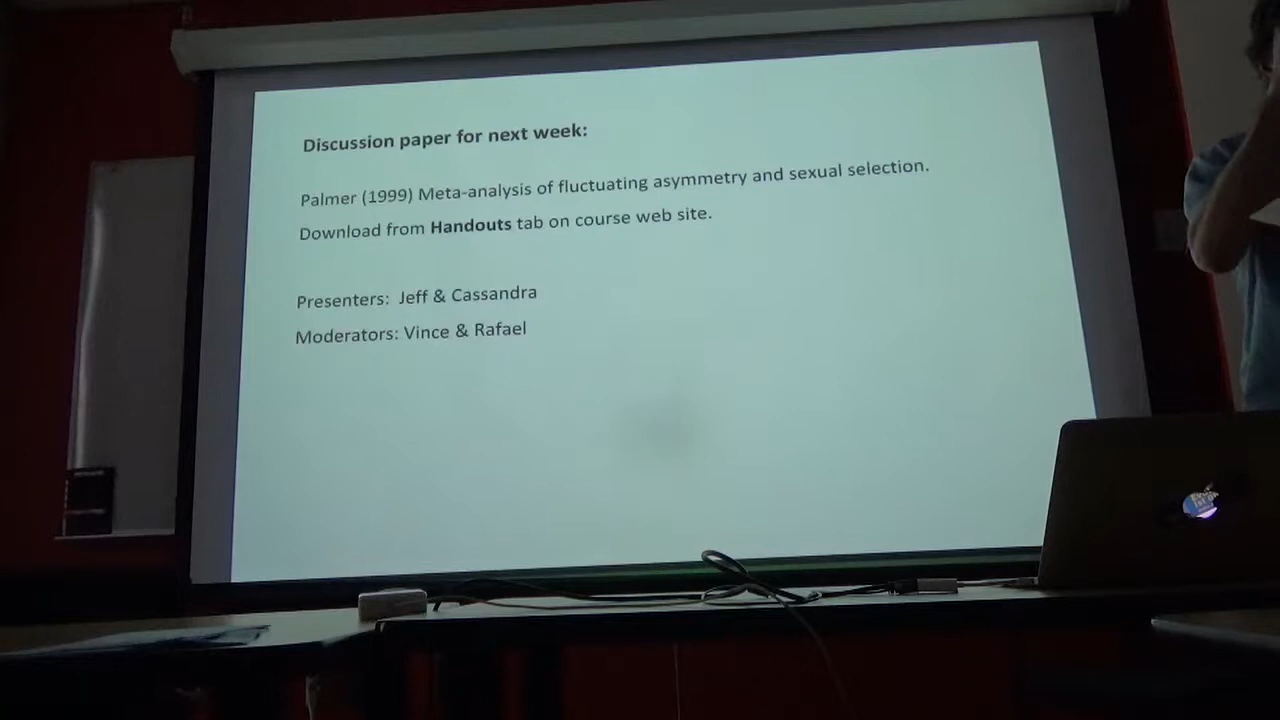 Discussion paper for next week:
Palmer (1999) Meta-analysis of fluctuating asymmetry and sexual selection.
Download from Handouts tab on course web site.
Presenters: Jeff & Cassandra
Moderators: Vince & Rafael